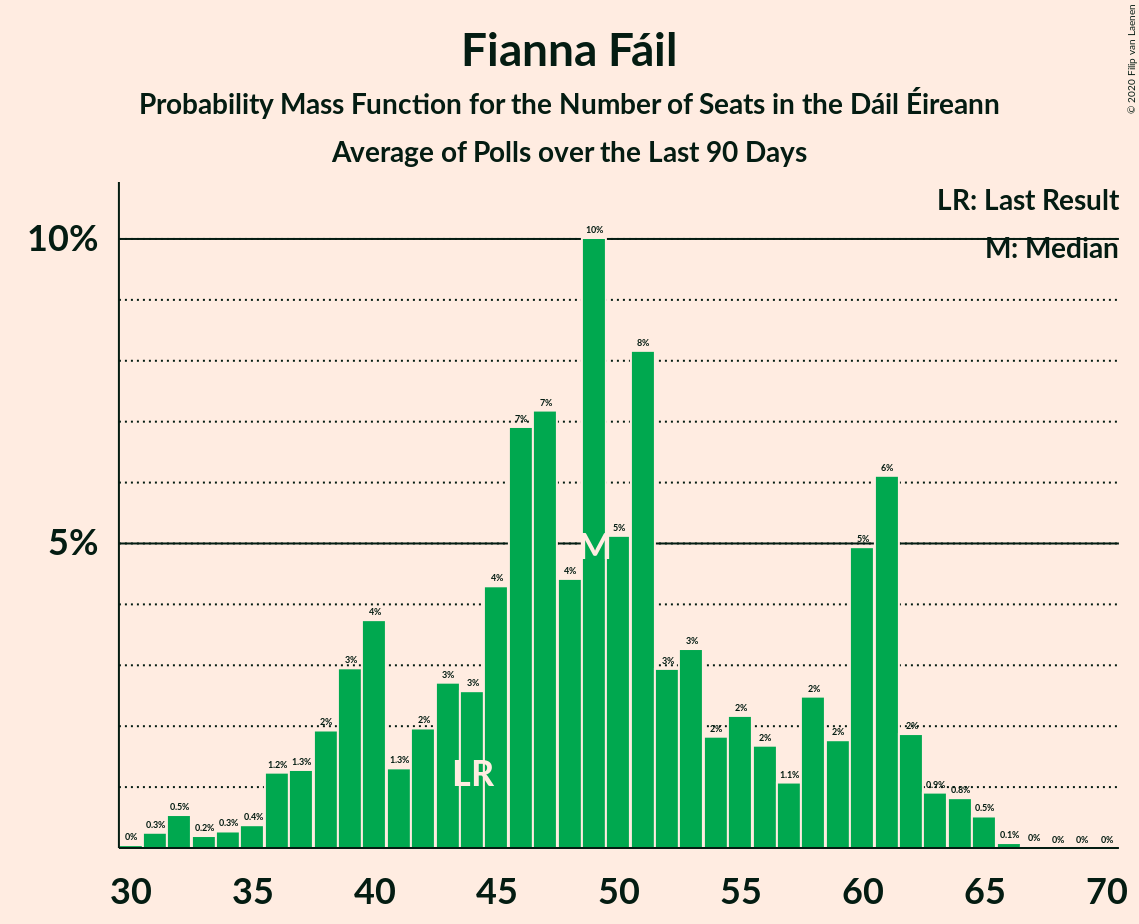 Fianna Fáil
Probability Mass Function for the Number of Seats in the Dáil Éireann
Average of Polls over the Last 90 Days
© 2020 Filip van Laenen
LR: Last Result
M: Median
10%
5%
0% 0.3% 0.5% 0.2% 0.3% 0.4% 1.2% 1.3% 2% 3% 4% 1.3% 2% 3% 3% 4% 7% 7% 4% 10% 5% 8% 3% 3% 2% 2% 2% 1.1% 2% 2% 5% 6% 2% 0.9% 0.8% 0.5% 0.1% 0% 0% 0% 0%
M
LR
30 35 40 45 50 55 60 65 70